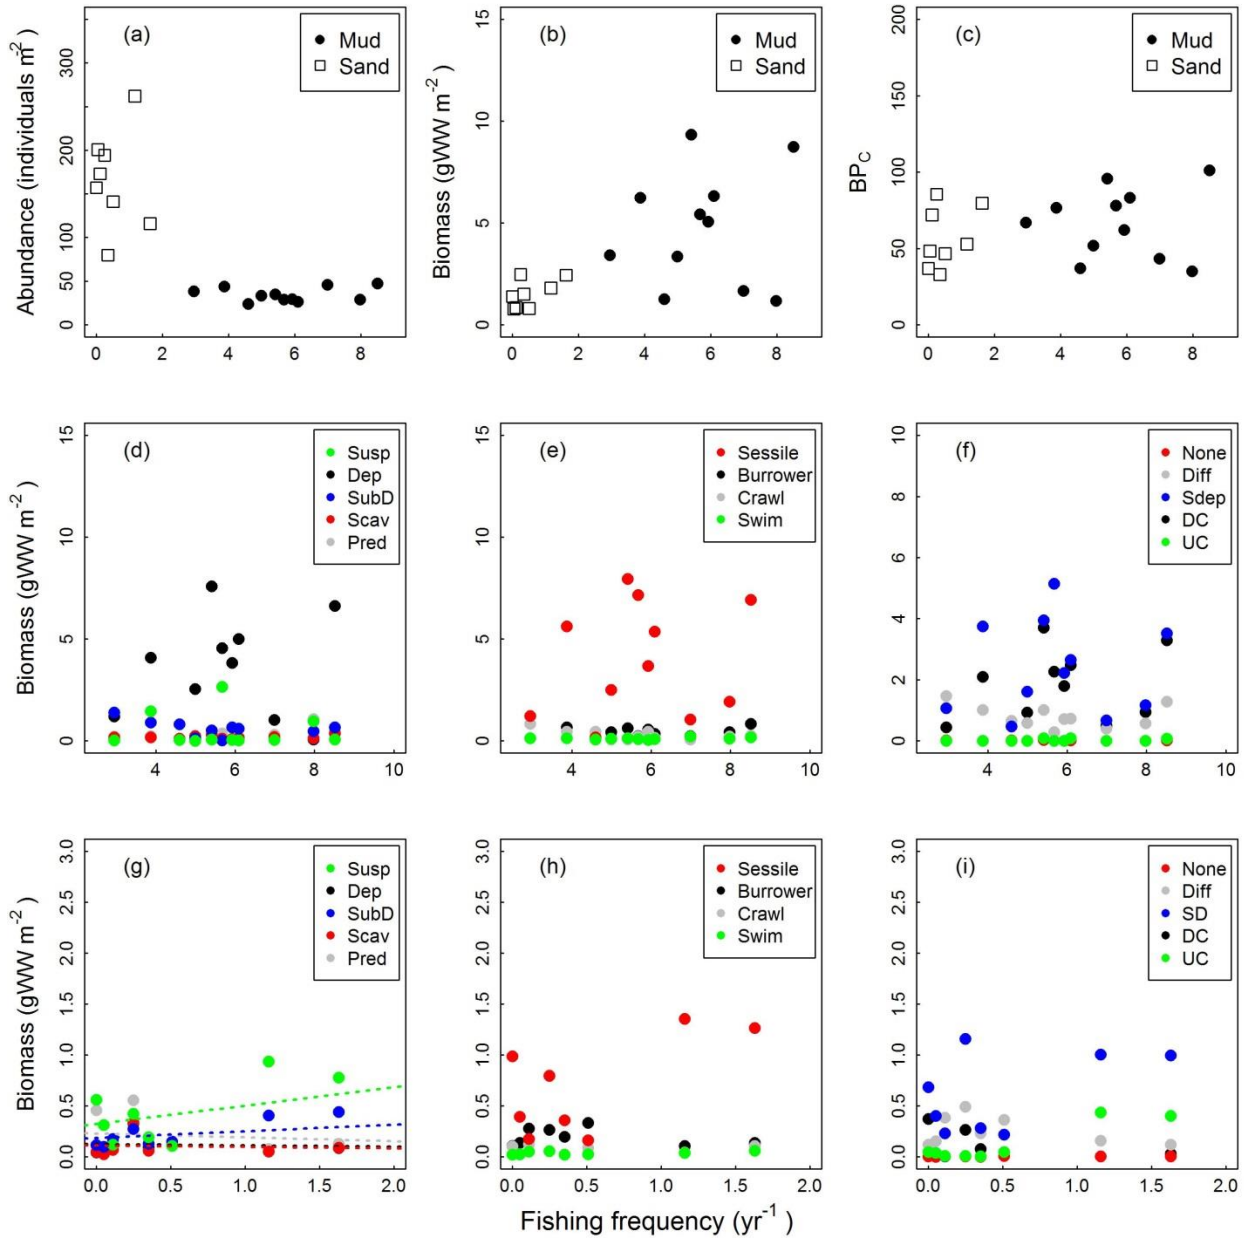 (a)
Mud
Sand
Abundance (individuals m-2)
0 50 100 200 300
0 2 4 6 8
(b)
Mud
Sand
Biomass (gWW m-2)
0 5 10 15
0 2 4 6 8
(c)
Mud
Sand
BPC
0 50 100 150 200
0 2 4 6 8
(d)
Susp
Dep
SubD
Scav
Pred
Biomass (gWW m-2)
0 5 10 15
4 6 8 10
(e)
Sessile
Burrower
Crawl
Swim
0 5 10 15
4 6 8 10
(f)
None
Diff
Sdep
DC
UC
0 2 4 6 8 10
4 6 8 10
(g)
Susp
Dep
SubD
Scav
Pred
Biomass (gWW m-2)
0.0 0.5 1.0 1.5 2.0 2.5 3.0
0.0 0.5 1.0 1.5 2.0
(h)
Sessile
Burrower
Crawl
Swim
0.0 0.5 1.0 1.5 2.0 2.5 3.0
0.0 0.5 1.0 1.5 2.0
(i)
None
Diff
SD
DC
UC
0.0 0.5 1.0 1.5 2.0 2.5 3.0
0.0 0.5 1.0 1.5 2.0
Fishing frequency (yr-1)